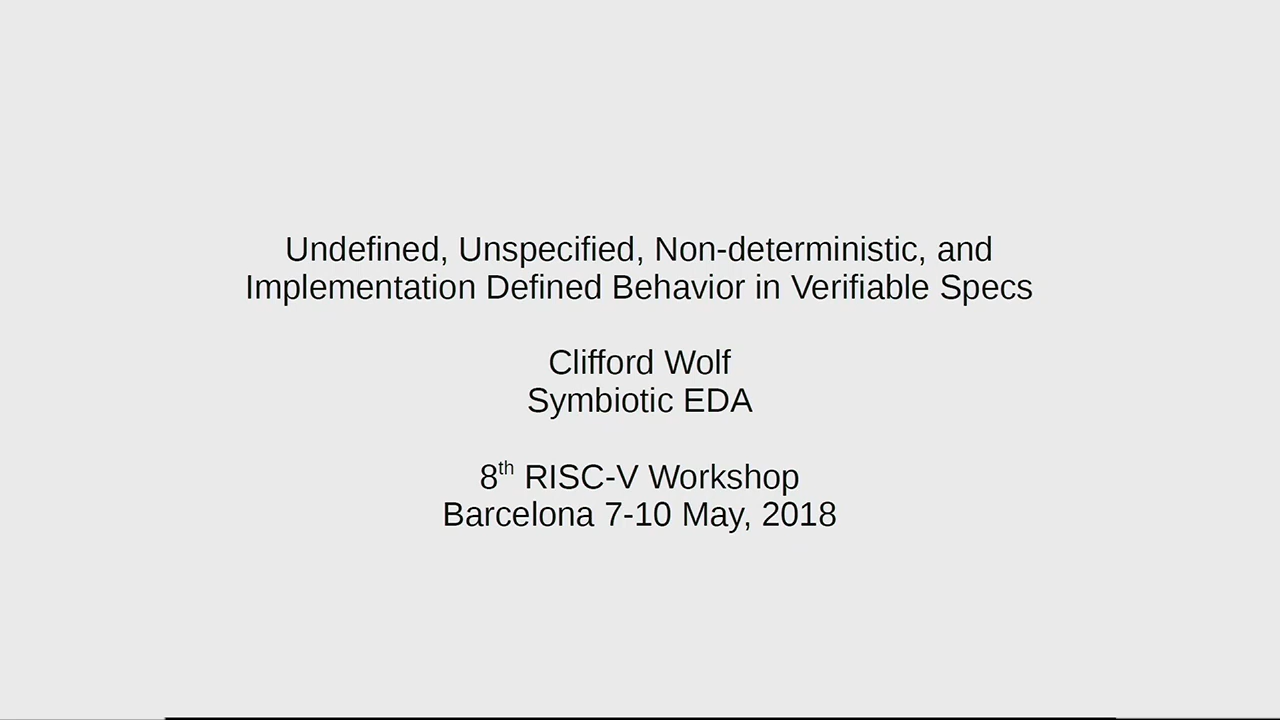 Undefined, Unspecified, Non-deterministic, and
Implementation Defined Behavior in Verifiable Specs
Clifford Wolf
Symbiotic EDA
8th RISC-V Workshop
Barcelona 7-10 May, 2018